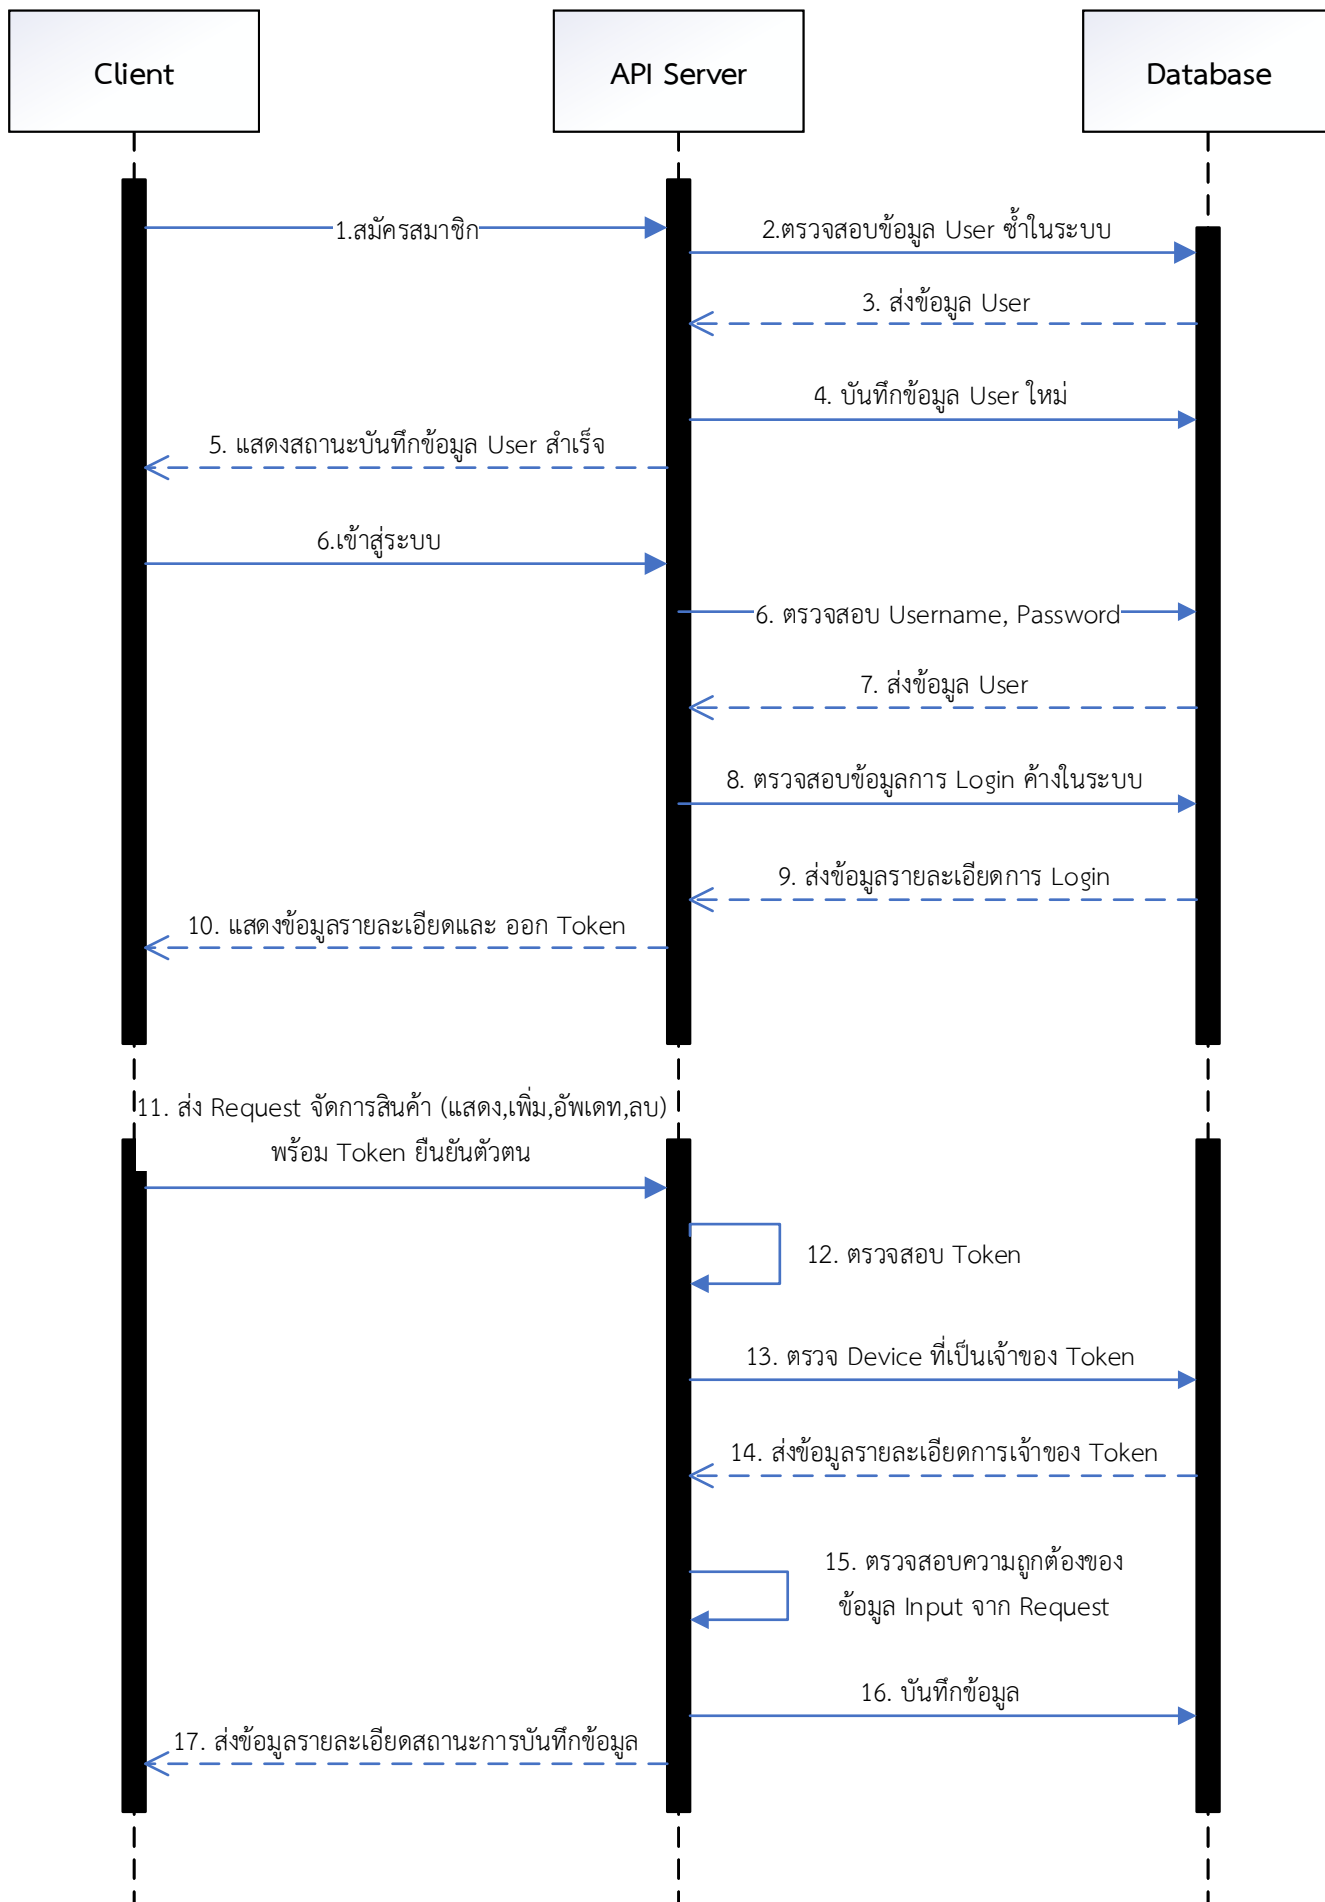 Client
API Server
Database
1.สมัครสมาชิก
2.ตรวจสอบข้อมูล User ซ้ำในระบบ
3. ส่งข้อมูล User
4. บันทึกข้อมูล User ใหม่
5. แสดงสถานะบันทึกข้อมูล User สำเร็จ
6.เข้าสู่ระบบ
6. ตรวจสอบ Username, Password
7. ส่งข้อมูล User
8. ตรวจสอบข้อมูลการ Login ค้างในระบบ
9. ส่งข้อมูลรายละเอียดการ Login
10. แสดงข้อมูลรายละเอียดและ ออก Token
11. ส่ง Request จัดการสินค้า (แสดง,เพิ่ม,อัพเดท,ลบ)
พร้อม Token ยืนยันตัวตน
12. ตรวจสอบ Token
13. ตรวจ Device ที่เป็นเจ้าของ Token
14. ส่งข้อมูลรายละเอียดการเจ้าของ Token
15. ตรวจสอบความถูกต้องของ
ข้อมูล Input จาก Request
16. บันทึกข้อมูล
17. ส่งข้อมูลรายละเอียดสถานะการบันทึกข้อมูล